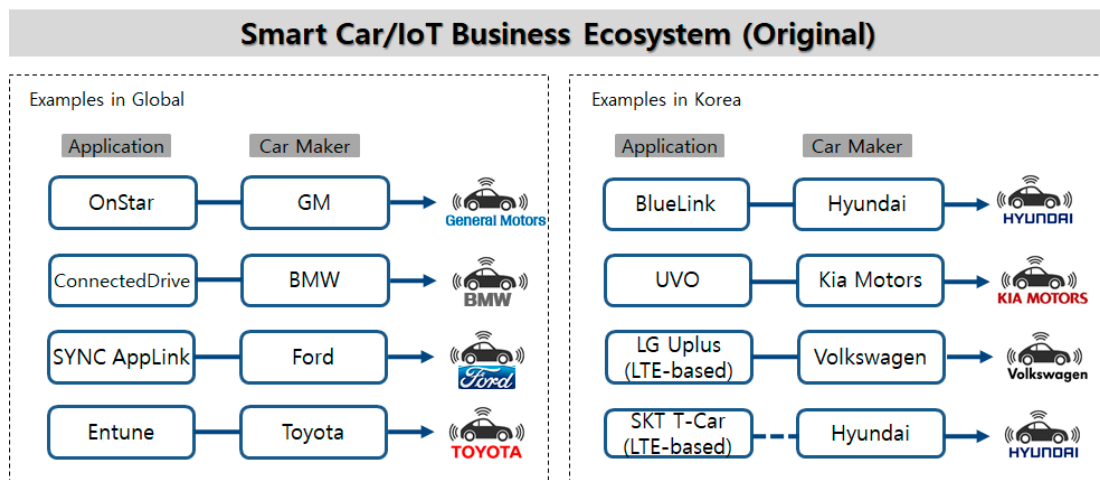 Smart Car/IoT Business Ecosystem (Original)
Examples in Global
Application
Car Maker
OnStar
GM
General Motors
ConnectedDrive
BMW
BMW
SYNC AppLink
Ford
Ford
Entune
Toyota
TOYOTA
Examples in Korea
Application
Car Maker
BlueLink
Hyundai
HYUNDAI
UVO
Kia Motors
KIA MOTORS
LG Uplus
(LTE-based)
Volkswagen
Volkswagen
SKT T-Car
(LTE-based)
Hyundai
HYUNDAI